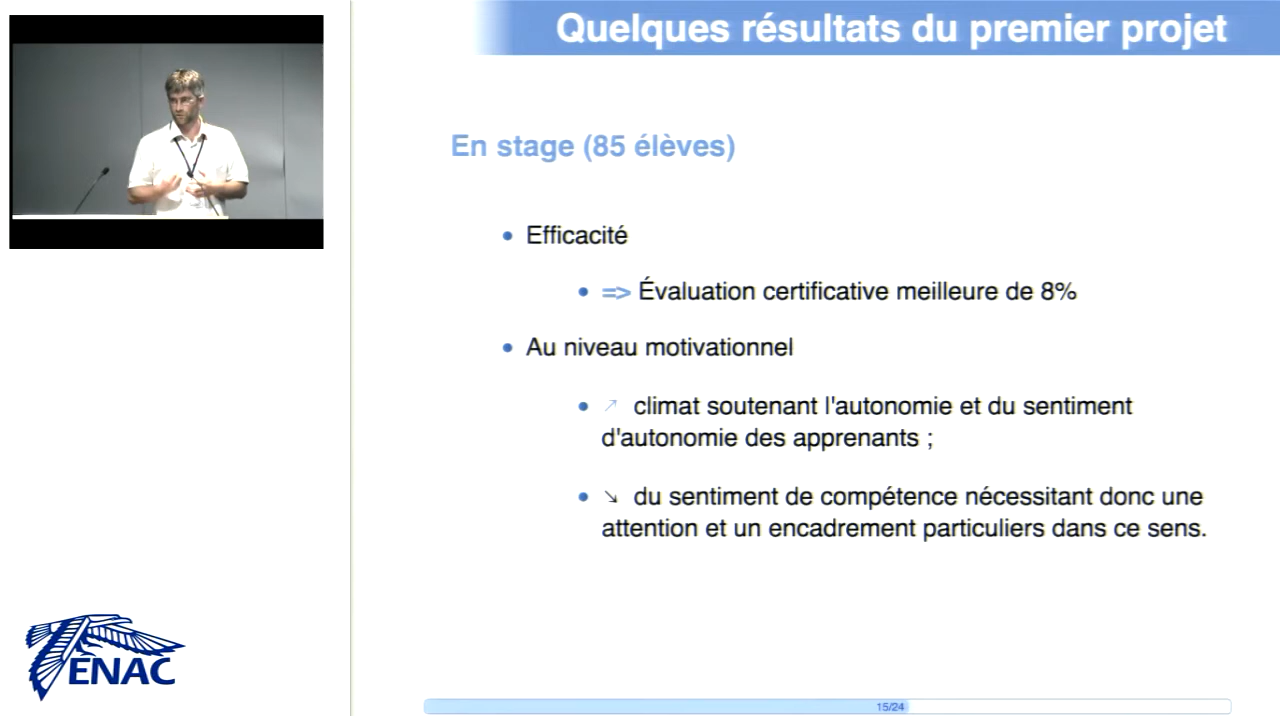 Quelques résultats du premier projet
En stage (85 élèves)
• Efficacité
• => Évaluation certificative meilleure de 8%
• Au niveau motivationnel
• ↗ climat soutenant l'autonomie et du sentiment
d'autonomie des apprenants ;
• ↘ du sentiment de compétence nécessitant donc une
attention et un encadrement particuliers dans ce sens.
ENAC
15/24